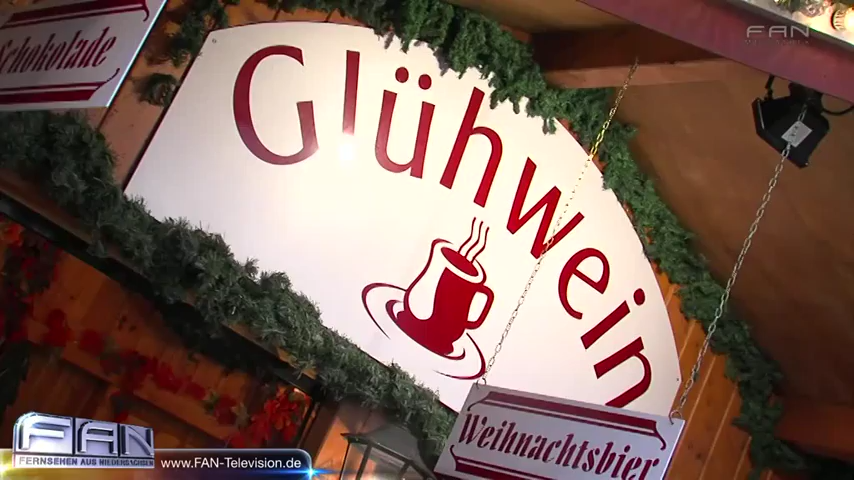 Schokolade
FAN
Glühwein
Weihnachtsbier
FAN
FERNSEHEN AUS NIEDERSACHSEN
www.FAN-Television.de